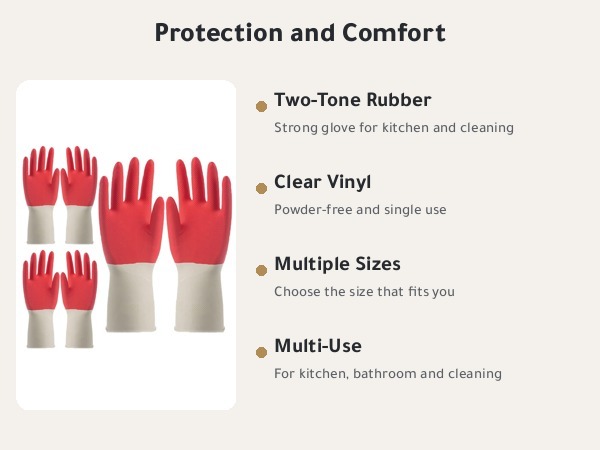 Protection and Comfort
Two-Tone Rubber
Strong glove for kitchen and cleaning
Clear Vinyl
Powder-free and single use
Multiple Sizes
Choose the size that fits you
Multi-Use
For kitchen, bathroom and cleaning